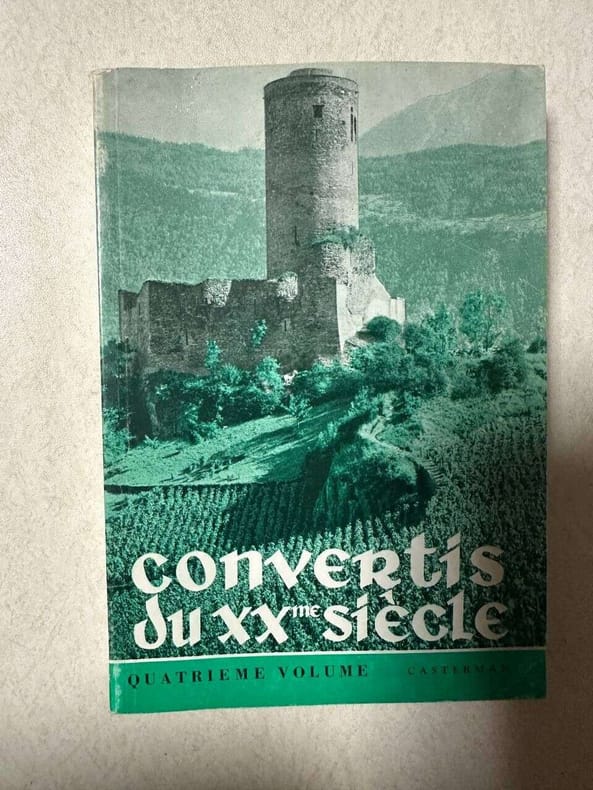 convertis
du XXme siècle
QUATRIEME VOLUME CASTERMAN